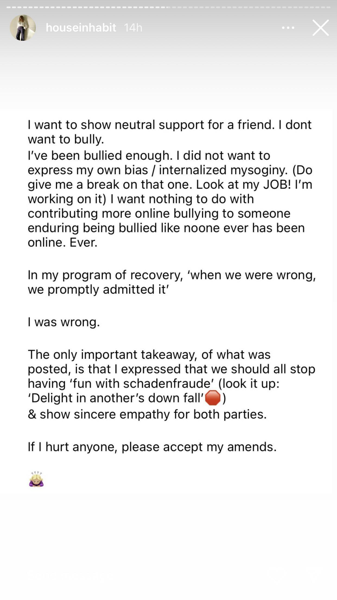 houseinhabit 14h
I want to show neutral support for a friend. I dont
want to bully.
I've been bullied enough. I did not want to
express my own bias / internalized mysoginy. (Do
give me a break on that one. Look at my JOB! I'm
working on it) I want nothing to do with
contributing more online bullying to someone
enduring being bullied like noone ever has been
online. Ever.
In my program of recovery, 'when we were wrong,
we promptly admitted it'
I was wrong.
The only important takeaway, of what was
posted, is that I expressed that we should all stop
having 'fun with schadenfraude' (look it up:
'Delight in another's down fall'🛑)
& show sincere empathy for both parties.
If I hurt anyone, please accept my amends.